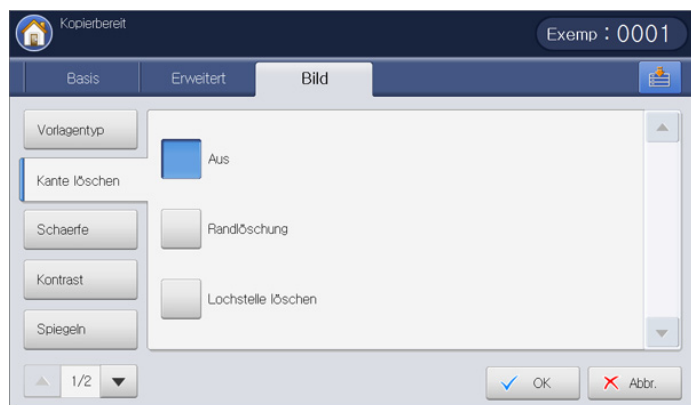 Kopierbereit
Exemp : 0001
Basis
Erweitert
Bild
Vorlagentyp
Kante löschen
Schaerfe
Kontrast
Spiegeln
Aus
Randlöschung
Lochstelle löschen
1/2
OK
Abbr.